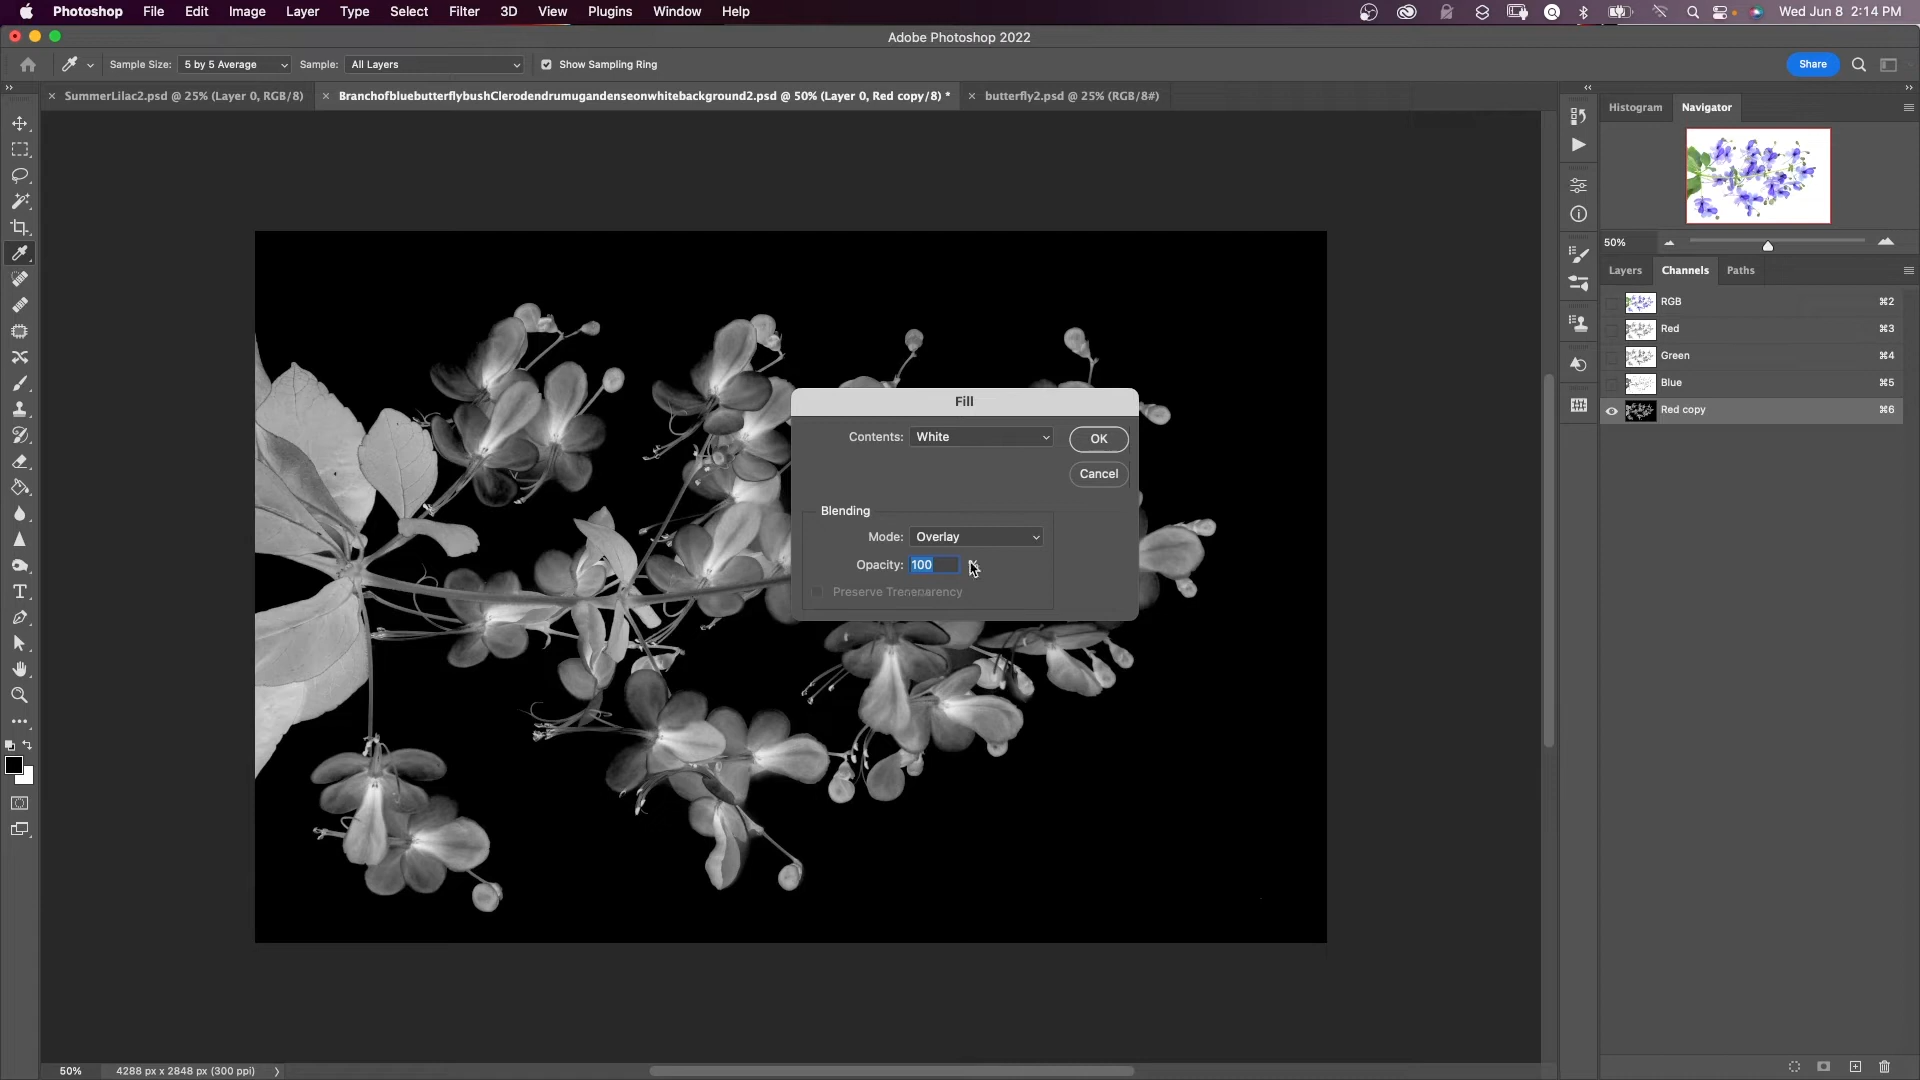 Photoshop File Edit Image Layer Type Select Filter 3D View Plugins Window Help Wed Jun 8 2:14 PM
Adobe Photoshop 2022
Sample Size: 5 by 5 Average Sample: All Layers Show Sampling Ring Share
SummerLilac2.psd @ 25% (Layer 0, RGB/8) BranchofbluebutterflybushClerodendrumugandenseonwhitebackground2.psd @ 50% (Layer 0, Red copy/8) * butterfly2.psd @ 25% (RGB/8#)
Histogram Navigator
50%
Layers Channels Paths
RGB ⌘2
Red ⌘3
Green ⌘4
Blue ⌘5
Red copy ⌘6
Fill
Contents: White OK
Cancel
Blending
Mode: Overlay
Opacity: 100
Preserve Transparency
50% 4288 px x 2848 px (300 ppi)